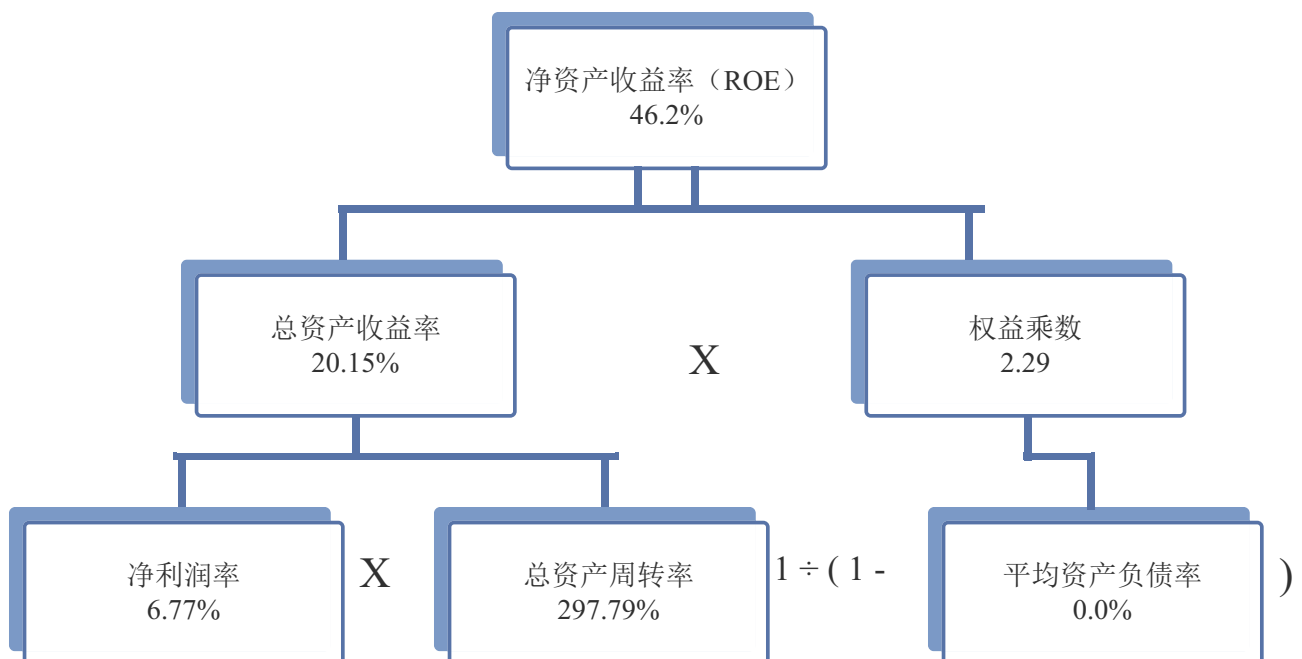 净资产收益率（ROE）
46.2%
总资产收益率
20.15%
X
权益乘数
2.29
净利润率
6.77%
X
总资产周转率
297.79%
1 ÷ ( 1 -
平均资产负债率
0.0%
)